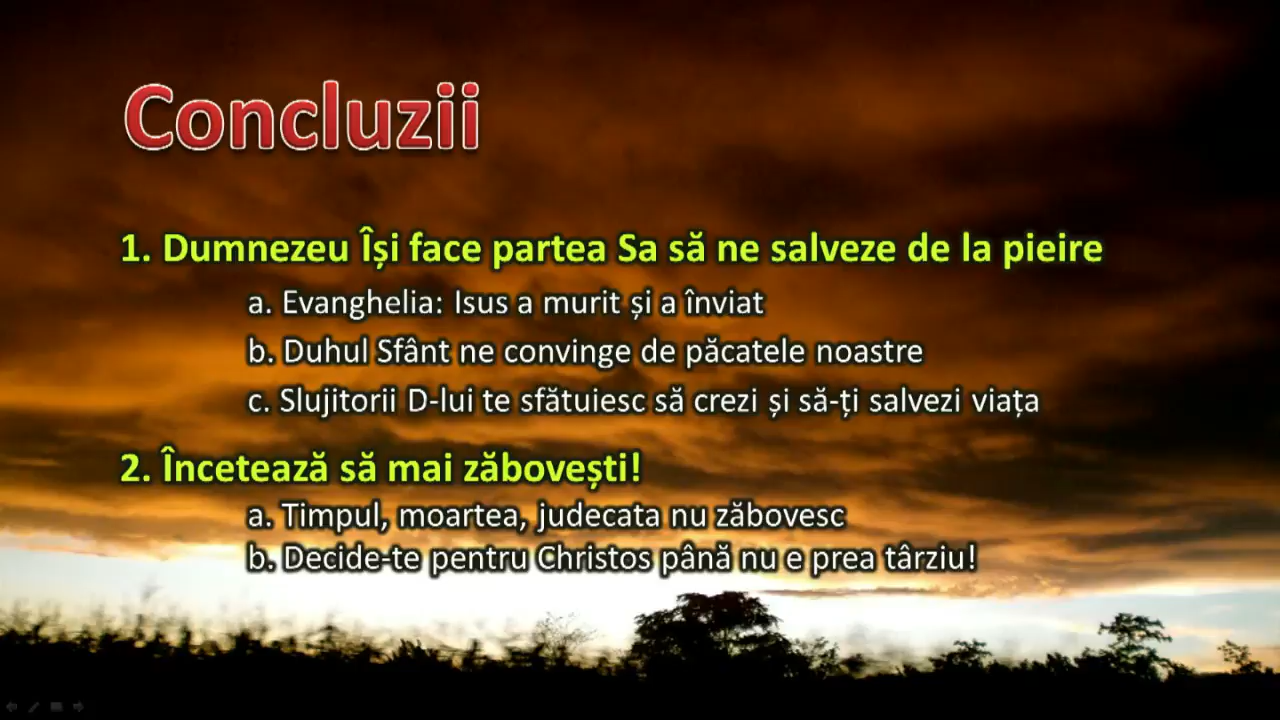 Concluzii
1. Dumnezeu Își face partea Sa să ne salveze de la pieire
a. Evanghelia: Isus a murit și a înviat
b. Duhul Sfânt ne convinge de păcatele noastre
c. Slujitorii D-lui te sfătuiesc să crezi și să-ți salvezi viața
2. Încetează să mai zăbovești!
a. Timpul, moartea, judecata nu zăbovesc
b. Decide-te pentru Christos până nu e prea târziu!